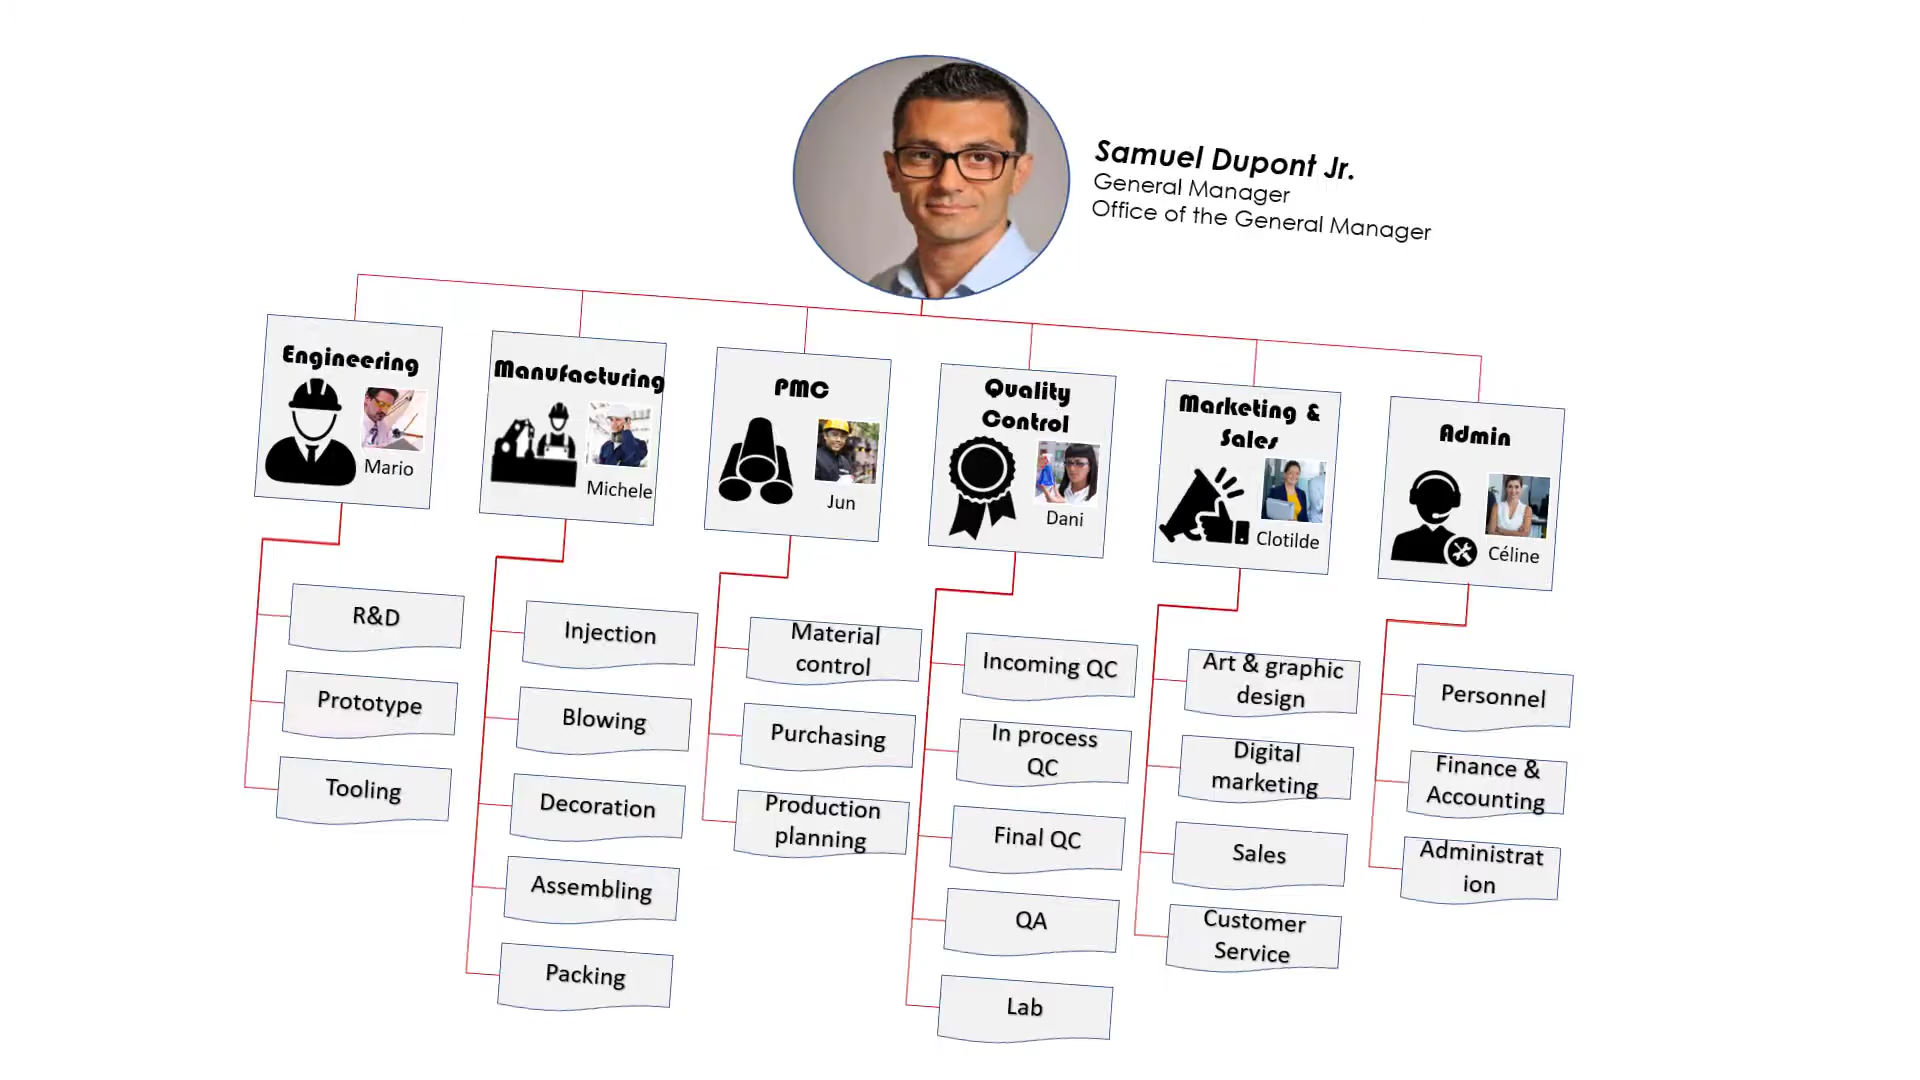 Samuel Dupont Jr.
General Manager
Office of the General Manager
Engineering
Mario
Manufacturing
Michele
PMC
Jun
Quality
Control
Dani
Marketing &
Sales
Clotilde
Admin
Céline
R&D
Prototype
Tooling
Injection
Blowing
Decoration
Assembling
Packing
Material
control
Purchasing
Production
planning
Incoming QC
In process
QC
Final QC
QA
Lab
Art & graphic
design
Digital
marketing
Sales
Customer
Service
Personnel
Finance &
Accounting
Administrat
ion